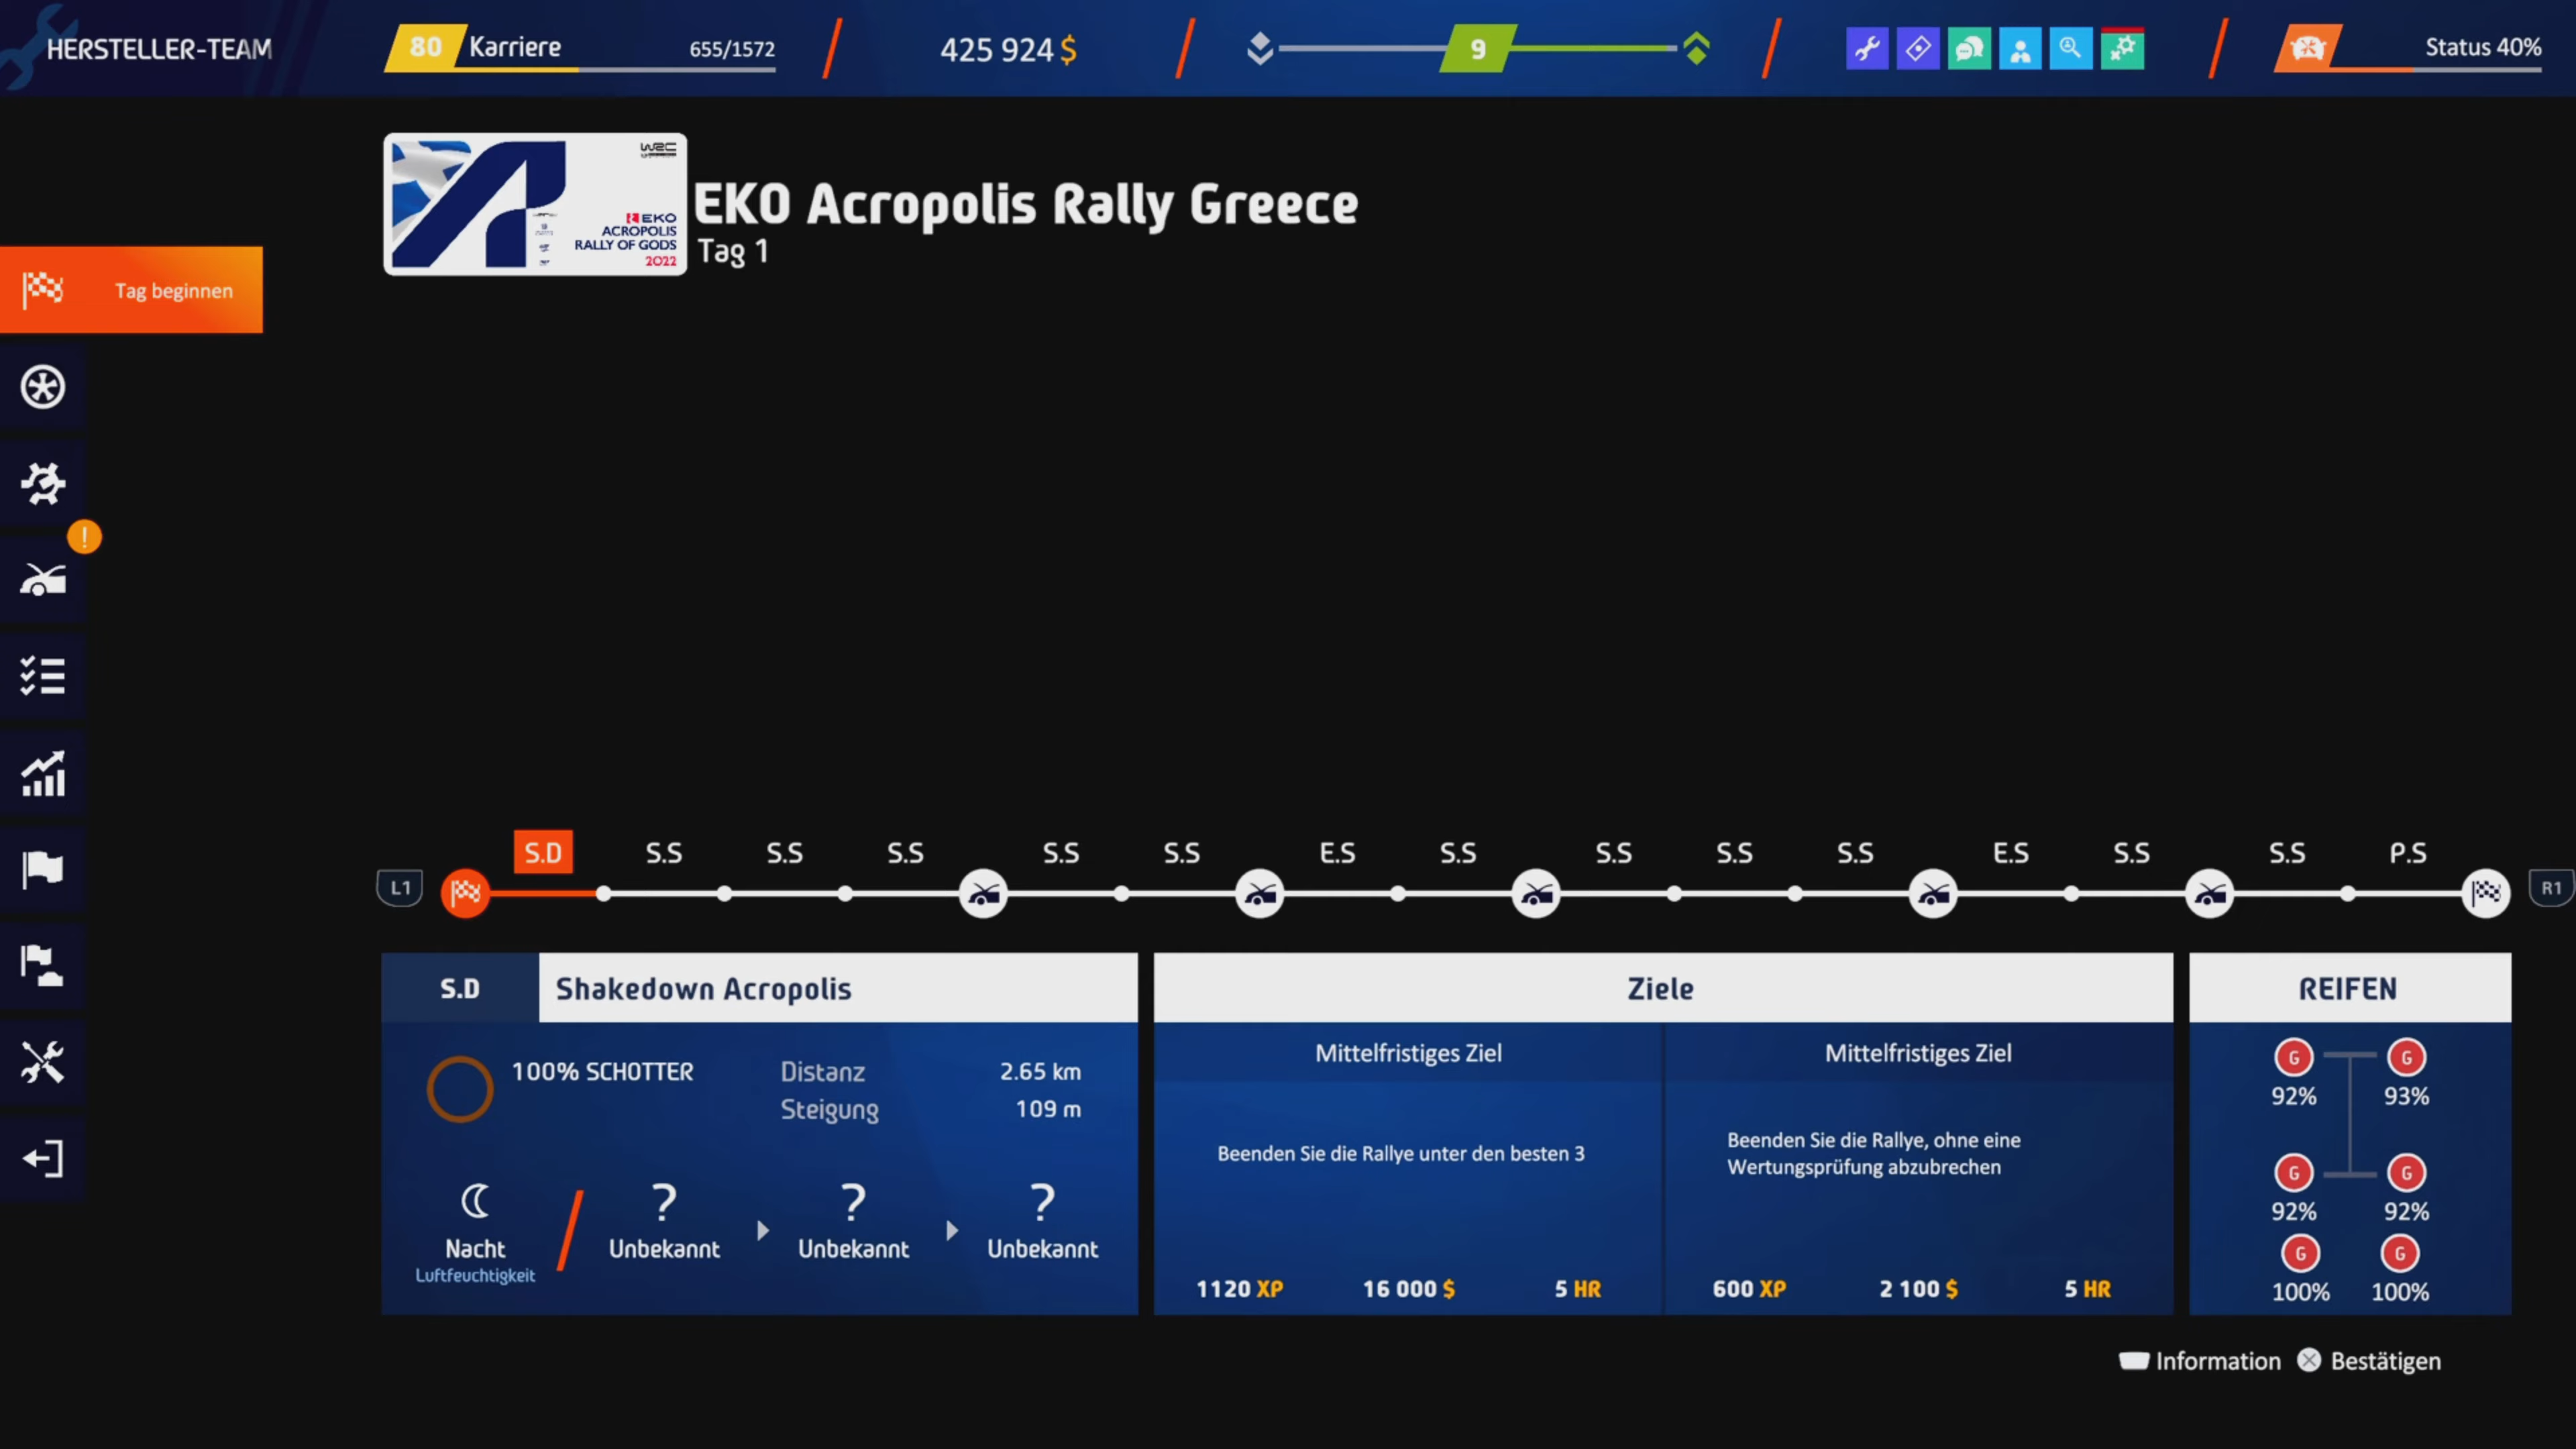 HERSTELLER-TEAM
80 Karriere 655/1572
425 924 $
9
Status 40%
WRC
EKO
ACROPOLIS
RALLY OF GODS
2022
EKO Acropolis Rally Greece
Tag 1
Tag beginnen
!
S.D S.S S.S S.S S.S S.S E.S S.S S.S S.S S.S E.S S.S S.S P.S
L1 R1
S.D Shakedown Acropolis
100% SCHOTTER
Distanz 2.65 km
Steigung 109 m
Nacht
Luftfeuchtigkeit
? ? ?
Unbekannt Unbekannt Unbekannt
Ziele
Mittelfristiges Ziel
Beenden Sie die Rallye unter den besten 3
1120 XP 16 000 $ 5 HR
Mittelfristiges Ziel
Beenden Sie die Rallye, ohne eine
Wertungsprüfung abzubrechen
600 XP 2 100 $ 5 HR
REIFEN
G G
92% 93%
G G
92% 92%
G G
100% 100%
Information Bestätigen